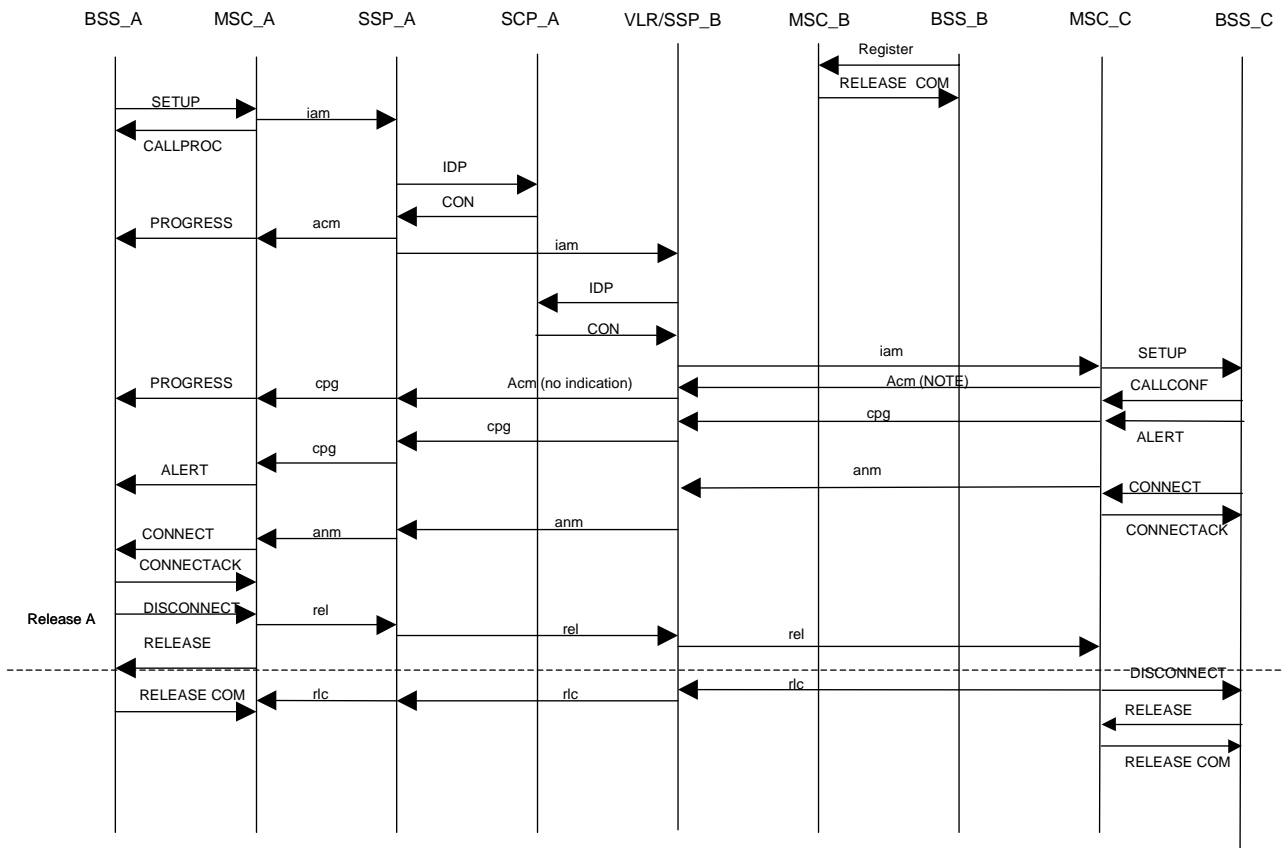 BSS_A MSC_A SSP_A SCP_A VLR/SSP_B MSC_B BSS_B MSC_C BSS_C
Register
RELEASE COM
SETUP iam
CALLPROC
IDP
CON
PROGRESS acm
iam
IDP
CON
iam SETUP
PROGRESS cpg Acm (no indication) Acm (NOTE) CALLCONF
cpg
cpg ALERT
cpg
ALERT
anm CONNECT
anm CONNECTACK
CONNECT anm
CONNECTACK
Release A DISCONNECT rel
rel rel
RELEASE
DISCONNECT
RELEASE COM rlc rlc rlc
RELEASE
RELEASE COM